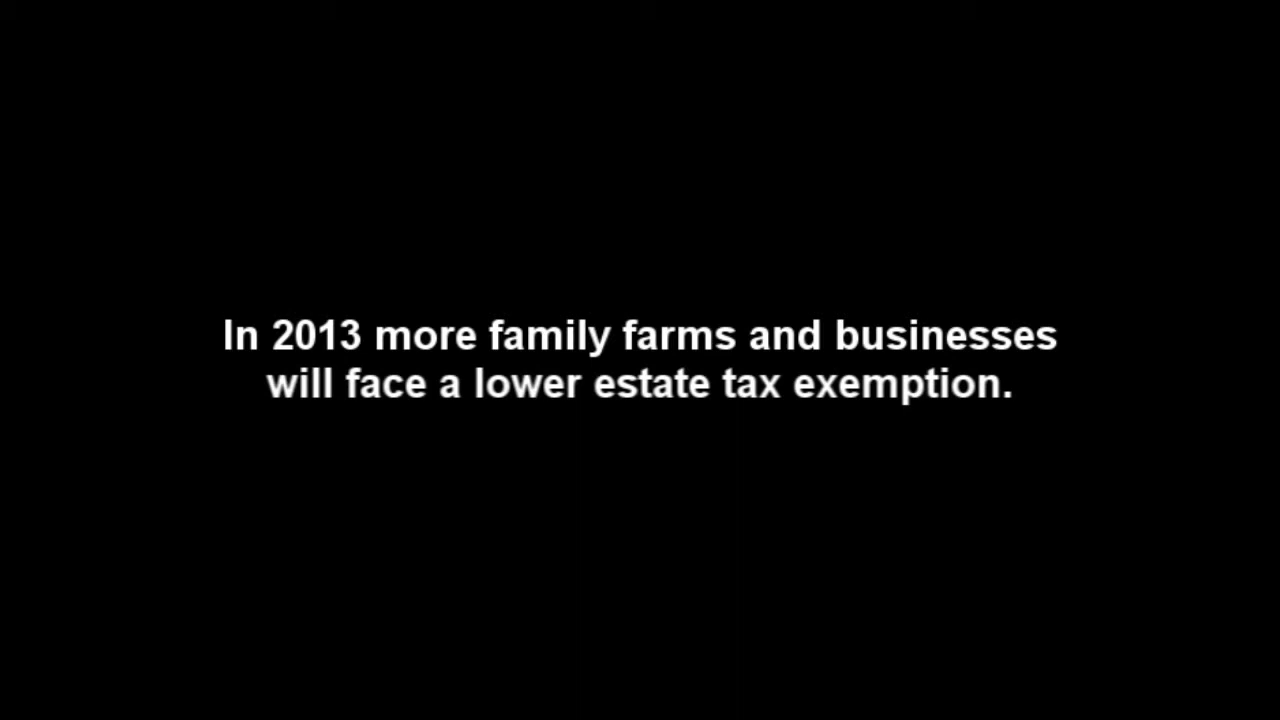 In 2013 more family farms and businesses
will face a lower estate tax exemption.